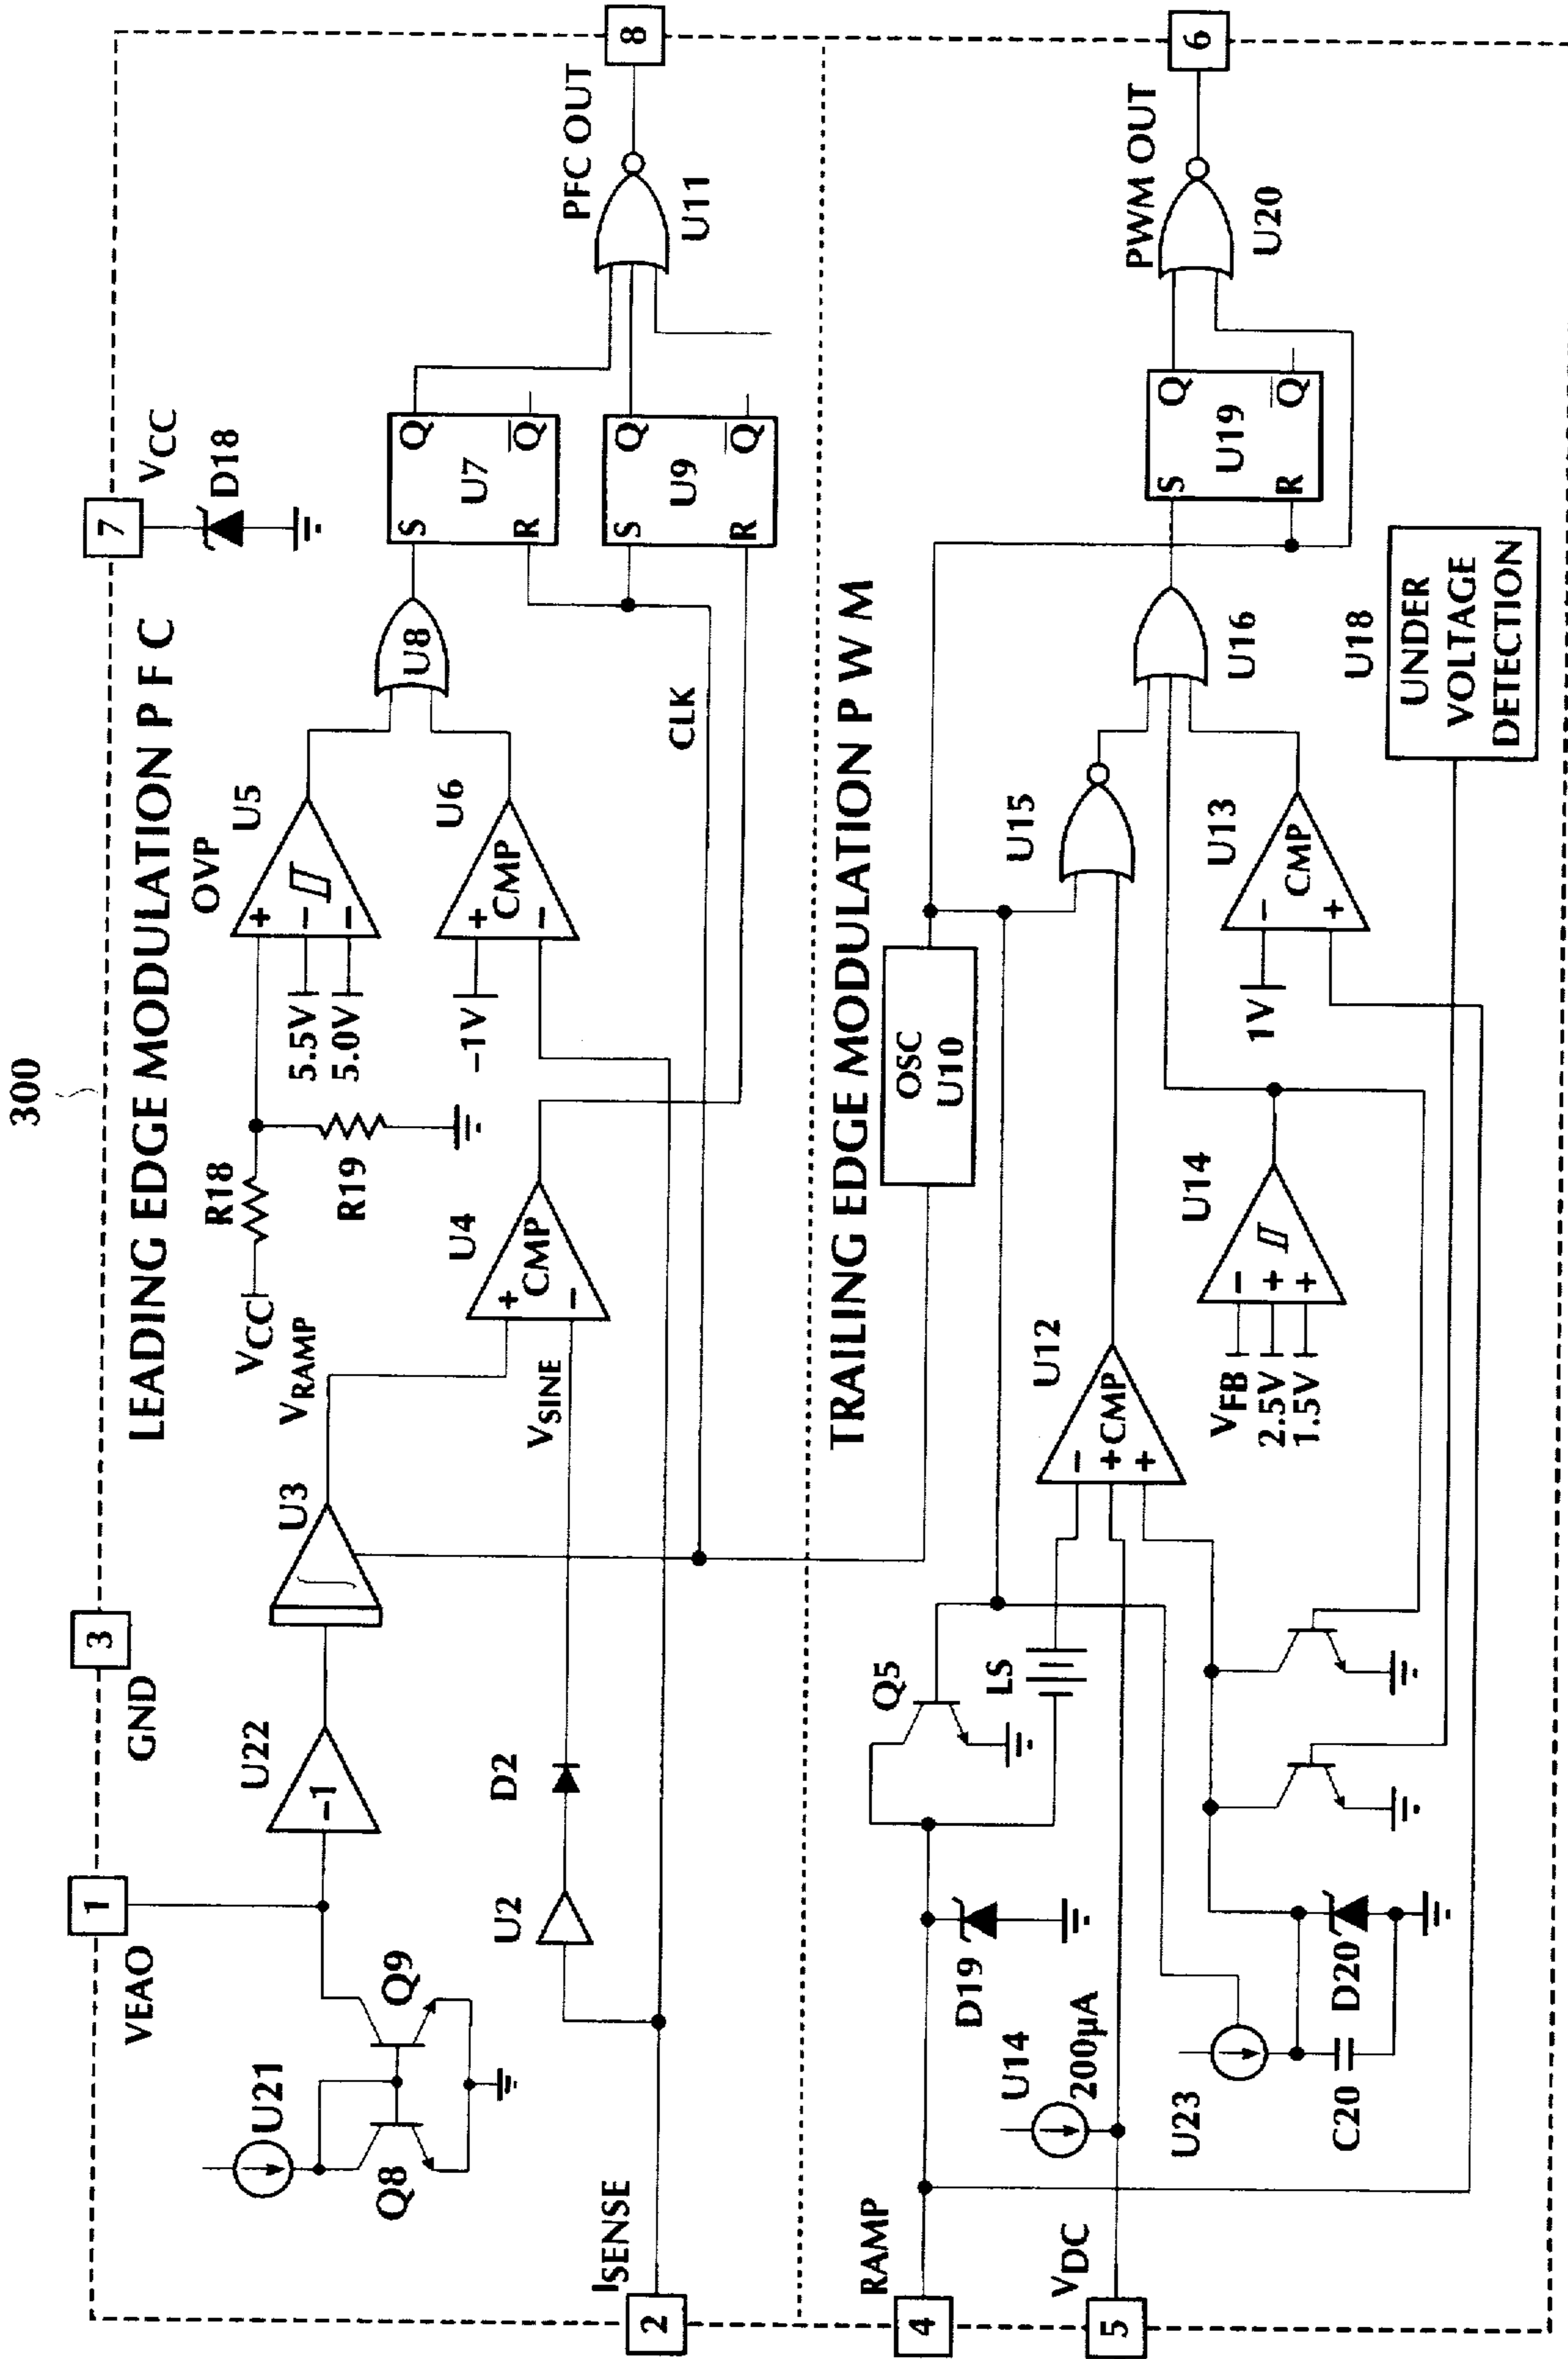 300
3
GND
1
VEAO
7
VCC
D18
LEADING EDGE MODULATION P F C
U21
Q8
Q9
U22
−1
U3
∫
VRAMP
VCC
R18
R19
OVP
U5
+
−
−
5.5V
5.0V
U6
CMP
+
−
−1V
U8
S
Q
U7
R
Q
S
Q
U9
R
Q
PFC OUT
U11
8
U2
D2
VSINE
U4
+
CMP
−
CLK
ISENSE
2
TRAILING EDGE MODULATION P W M
OSC
U10
RAMP
4
D19
Q5
LS
VDC
5
U14
200µA
U23
C20
D20
U12
−
+
CMP
+
U15
VFB
2.5V
1.5V
−
+
+
U14
1V
−
CMP
+
U13
U16
S
Q
U19
R
Q
PWM OUT
U20
6
U18
UNDER
VOLTAGE
DETECTION